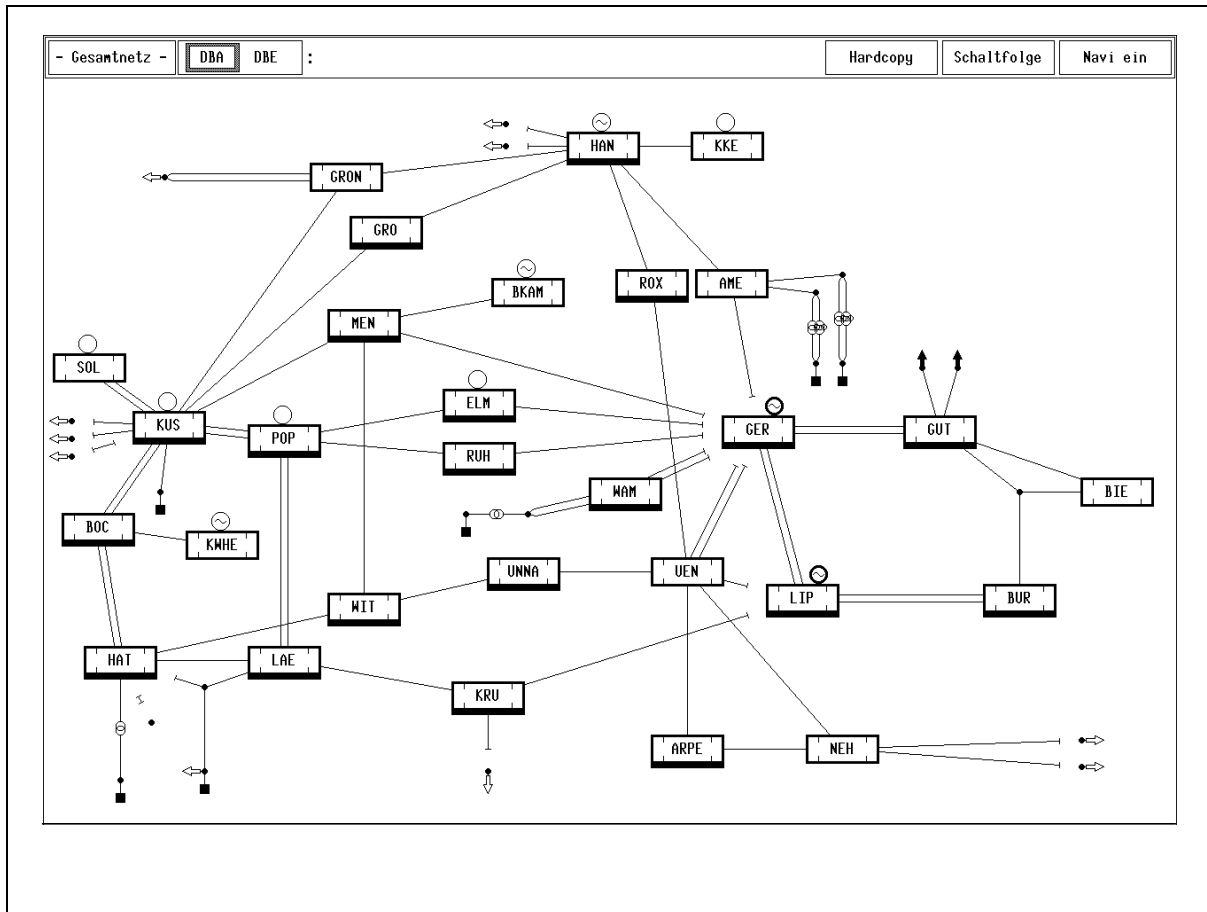 - Gesamtnetz - DBA DBE : Hardcopy Schaltfolge Navi ein
HAN KKE
GRON
GRO
ROX AME
BKAM
MEN
SOL
ELM
KUS POP GER GUT
RUH
WAM BIE
BOC
KWHE
UNNA UEN
WIT LIP BUR
HAT LAE
KRU
ARPE NEH